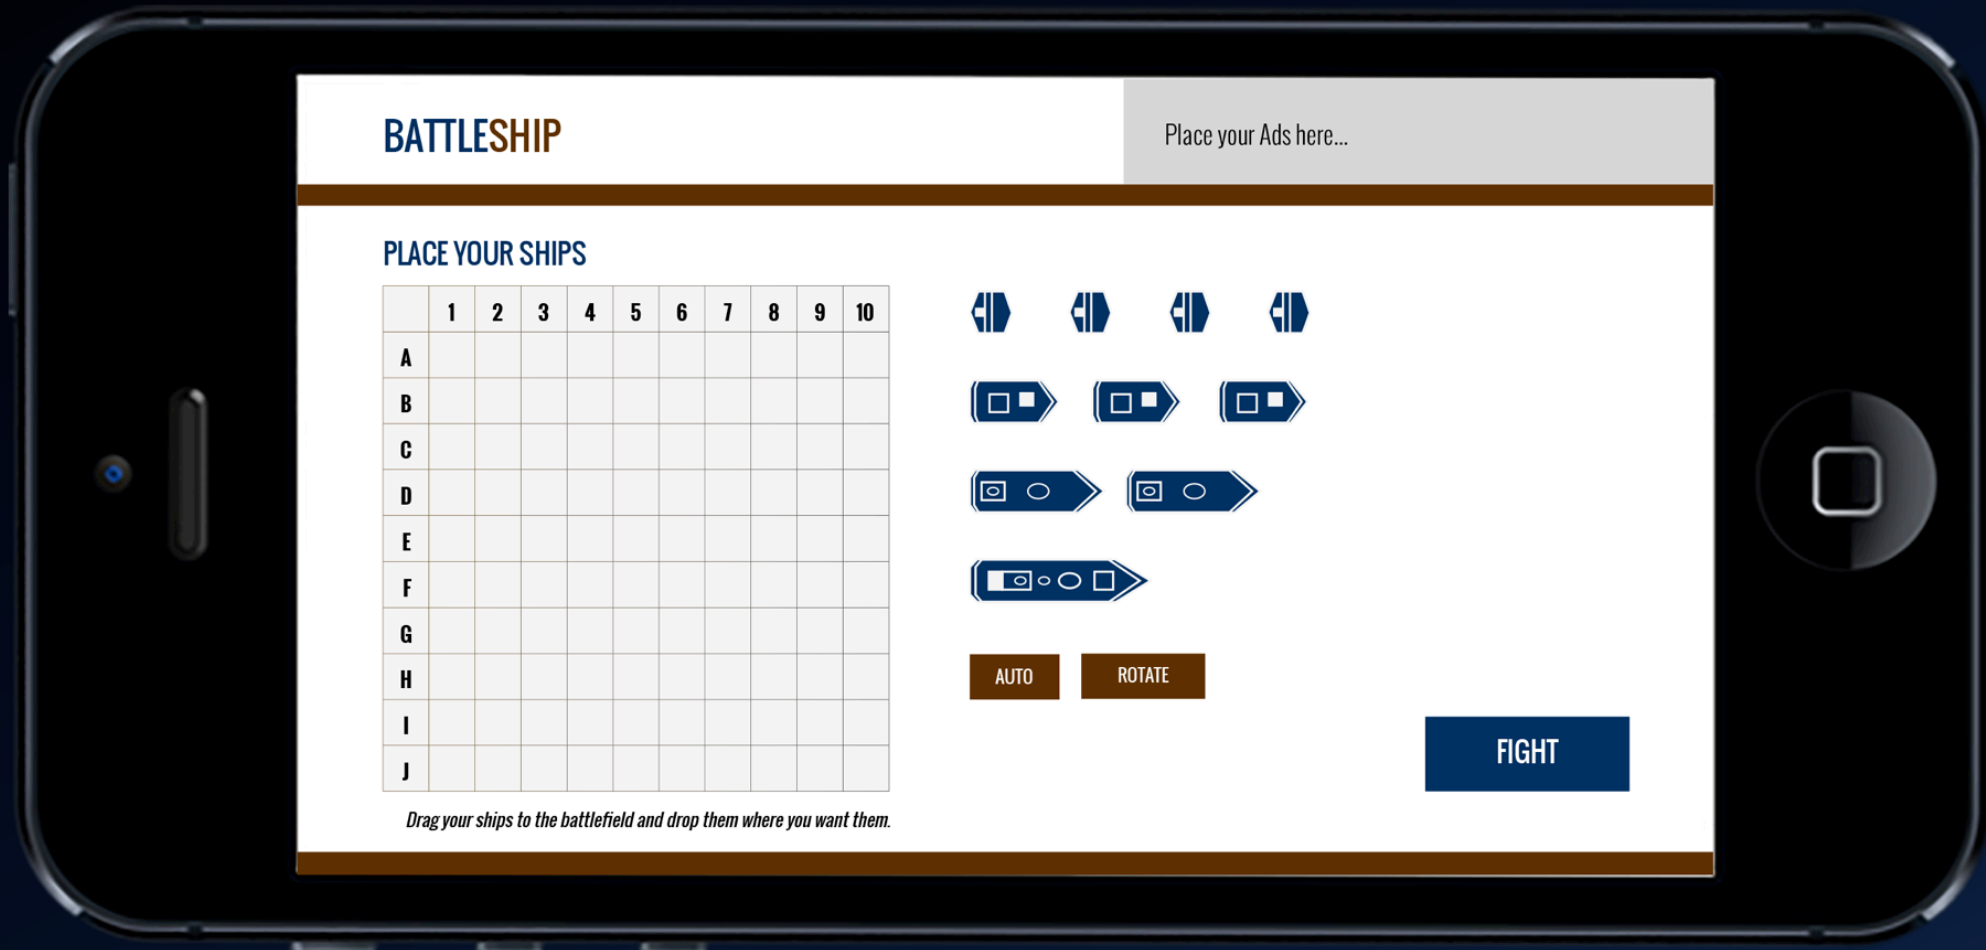 BATTLESHIP
Place your Ads here...
PLACE YOUR SHIPS
1 2 3 4 5 6 7 8 9 10
A
B
C
D
E
F
G
H
I
J
AUTO
ROTATE
FIGHT
Drag your ships to the battlefield and drop them where you want them.